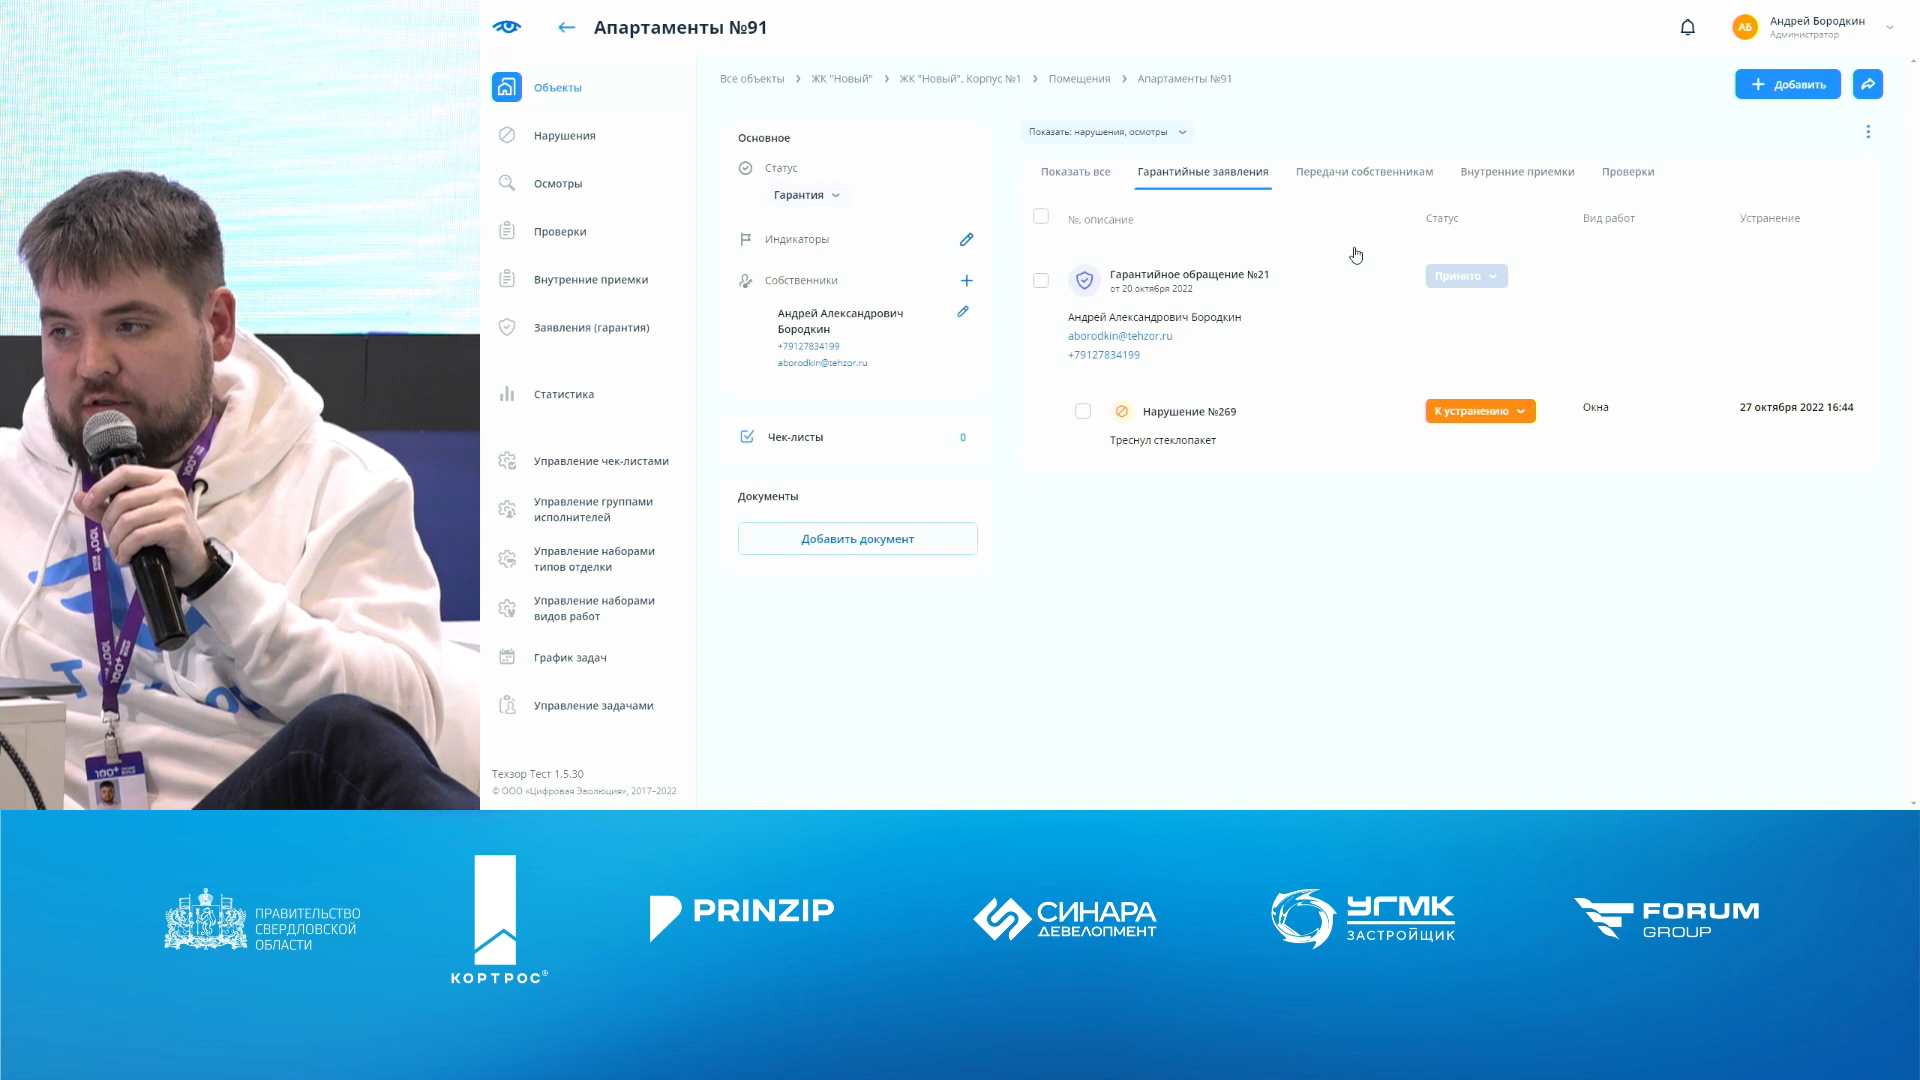 Апартаменты №91
АБ
Андрей Бородкин
Администратор
Объекты
Нарушения
Осмотры
Проверки
Внутренние приемки
Заявления (гарантия)
Статистика
Управление чек-листами
Управление группами
исполнителей
Управление наборами
типов отделки
Управление наборами
видов работ
График задач
Управление задачами
Техзор Тест 1.5.30
© ООО «Цифровая Эволюция», 2017–2022
Все объекты
ЖК "Новый"
ЖК "Новый", Корпус №1
Помещения
Апартаменты №91
Добавить
Основное
Статус
Гарантия
Индикаторы
Собственники
Андрей Александрович
Бородкин
+79127834199
aborodkin@tehzor.ru
Чек-листы
0
Документы
Добавить документ
Показать: нарушения, осмотры
Показать все
Гарантийные заявления
Передачи собственникам
Внутренние приемки
Проверки
№, описание
Статус
Вид работ
Устранение
Гарантийное обращение №21
от 20 октября 2022
Принято
Андрей Александрович Бородкин
aborodkin@tehzor.ru
+79127834199
Нарушение №269
К устранению
Окна
27 октября 2022 16:44
Треснул стеклопакет
100+
100+
100+
ПРАВИТЕЛЬСТВО
СВЕРДЛОВСКОЙ
ОБЛАСТИ
КОРТРОС®
PRINZIP
СИНАРА
ДЕВЕЛОПМЕНТ
УГМК
ЗАСТРОЙЩИК
FORUM
GROUP